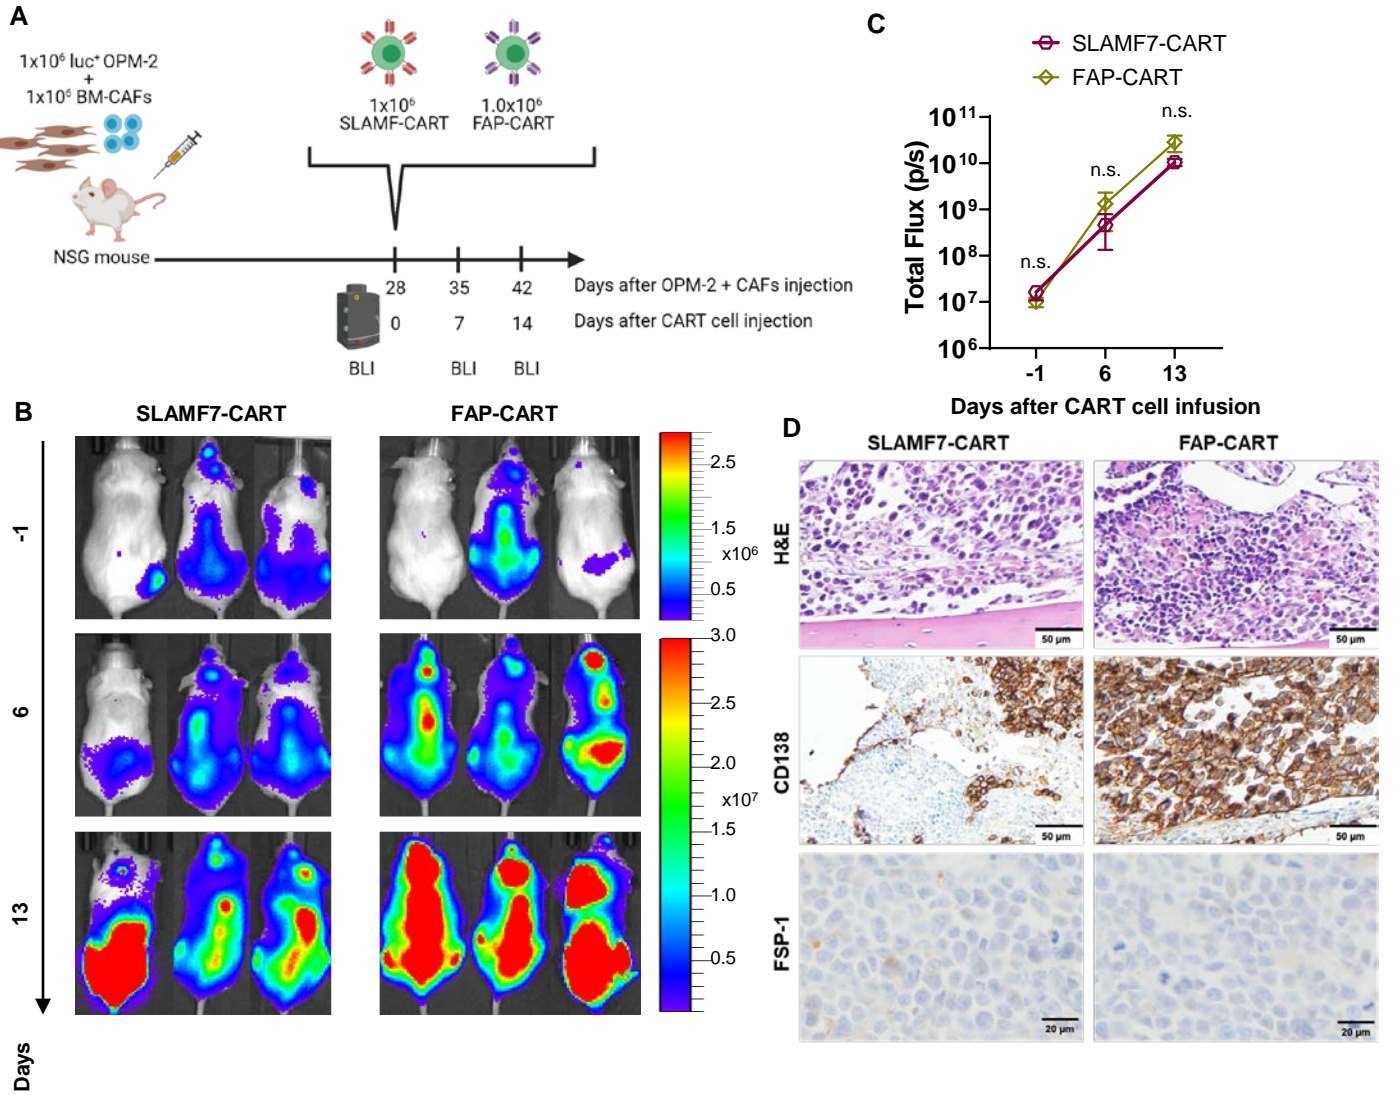 A
1x10⁶ luc⁺ OPM-2
+
1x10⁶ BM-CAFs
NSG mouse
1x10⁶
SLAMF-CART
1.0x10⁶
FAP-CART
28 35 42 Days after OPM-2 + CAFs injection
0 7 14 Days after CART cell injection
BLI BLI BLI
C
SLAMF7-CART
FAP-CART
Total Flux (p/s)
10¹¹
10¹⁰
10⁹
10⁸
10⁷
10⁶
n.s.
n.s.
n.s.
-1 6 13
Days after CART cell infusion
B
SLAMF7-CART FAP-CART
-1
6
13
Days
2.5
1.5
x10⁶
0.5
3.0
2.5
2.0
x10⁷
1.5
1.0
0.5
D
SLAMF7-CART FAP-CART
H&E
50 µm 50 µm
CD138
50 µm 50 µm
FSP-1
20 µm 20 µm